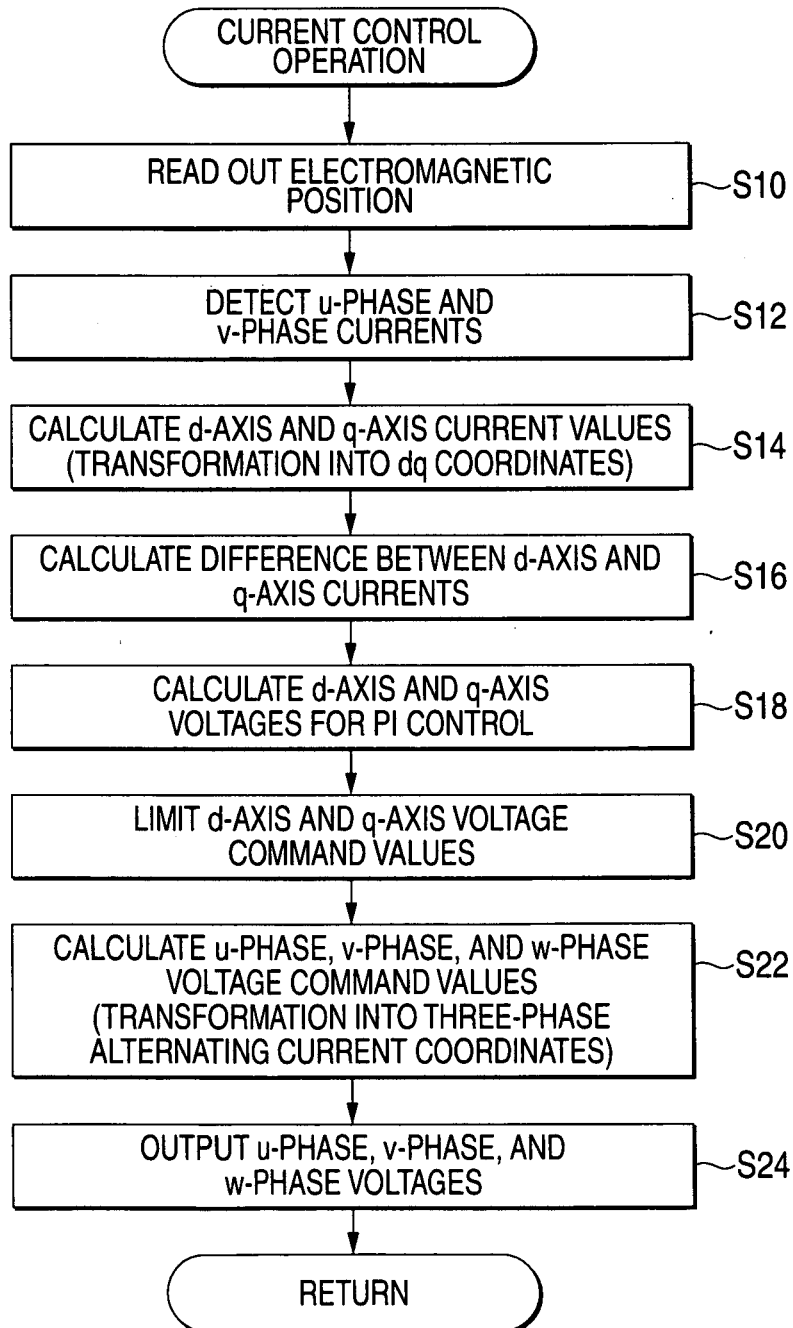 CURRENT CONTROL
OPERATION
READ OUT ELECTROMAGNETIC
POSITION
S10
DETECT u-PHASE AND
v-PHASE CURRENTS
S12
CALCULATE d-AXIS AND q-AXIS CURRENT VALUES
(TRANSFORMATION INTO dq COORDINATES)
S14
CALCULATE DIFFERENCE BETWEEN d-AXIS AND
q-AXIS CURRENTS
S16
CALCULATE d-AXIS AND q-AXIS
VOLTAGES FOR PI CONTROL
S18
LIMIT d-AXIS AND q-AXIS VOLTAGE
COMMAND VALUES
S20
CALCULATE u-PHASE, v-PHASE, AND w-PHASE
VOLTAGE COMMAND VALUES
(TRANSFORMATION INTO THREE-PHASE
ALTERNATING CURRENT COORDINATES)
S22
OUTPUT u-PHASE, v-PHASE, AND
w-PHASE VOLTAGES
S24
RETURN